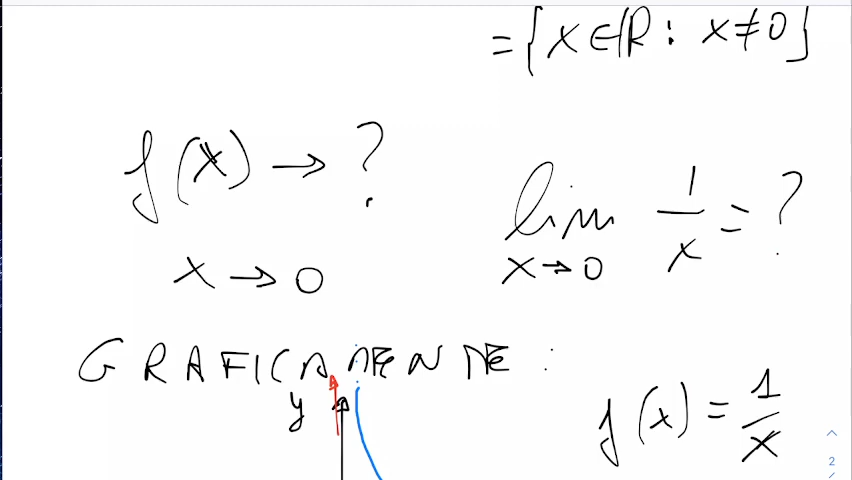 = {x ∈ ℝ : x ≠ 0}
f(x) → ?
x → 0
lim 1/x = ?
x → 0
GRAFICAMENTE :
y
f(x) = 1/x
2